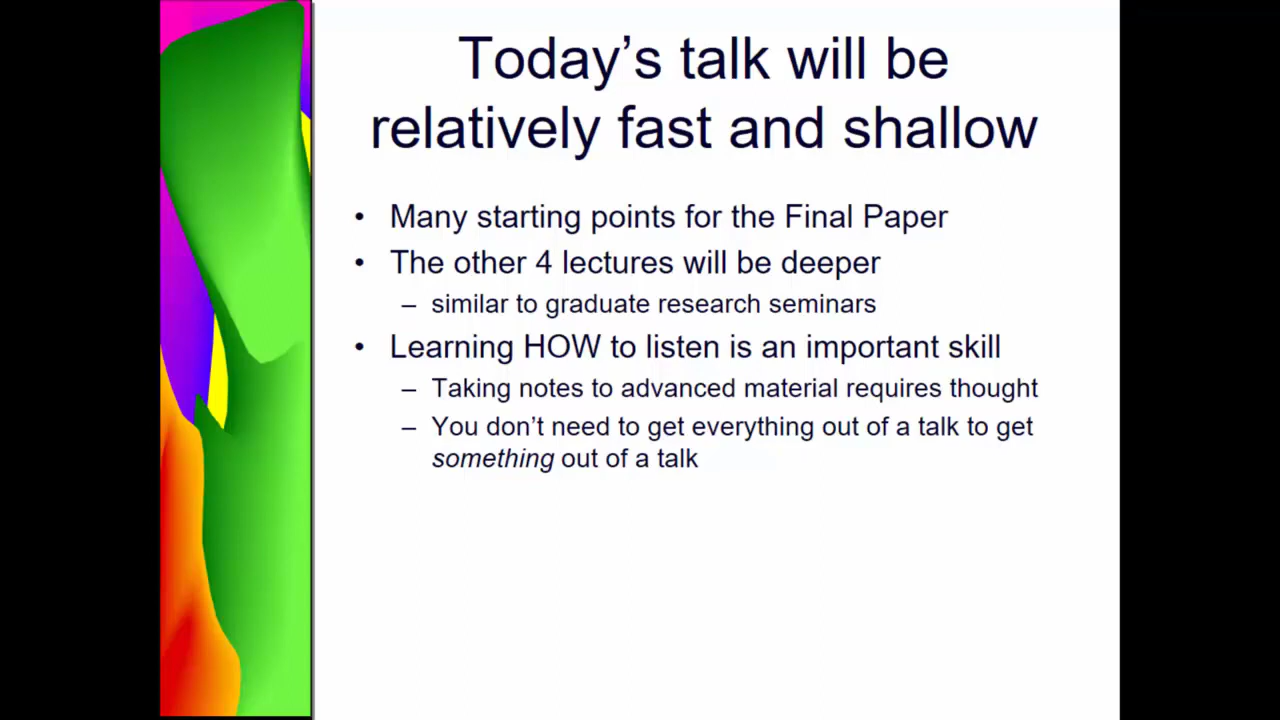 Today’s talk will be
relatively fast and shallow
• Many starting points for the Final Paper
• The other 4 lectures will be deeper
– similar to graduate research seminars
• Learning HOW to listen is an important skill
– Taking notes to advanced material requires thought
– You don’t need to get everything out of a talk to get
something out of a talk